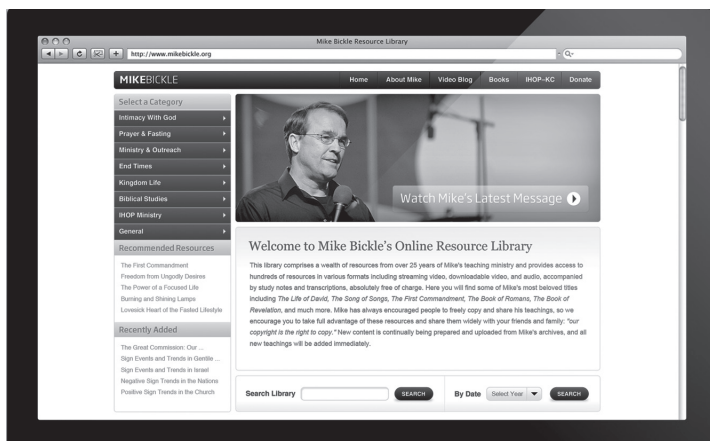 Mike Bickle Resource Library
http://www.mikebickle.org
MIKEBICKLE
Home About Mike Video Blog Books IHOP–KC Donate
Select a Category
Intimacy With God
Prayer & Fasting
Ministry & Outreach
End Times
Kingdom Life
Biblical Studies
IHOP Ministry
General
Recommended Resources
The First Commandment
Freedom from Ungodly Desires
The Power of a Focused Life
Burning and Shining Lamps
Lovesick Heart of the Fasted Lifestyle
Recently Added
The Great Commission: Our ...
Sign Events and Trends in Gentile ...
Sign Events and Trends in Israel
Negative Sign Trends in the Nations
Positive Sign Trends in the Church
Watch Mike's Latest Message
Welcome to Mike Bickle's Online Resource Library
This library comprises a wealth of resources from over 25 years of Mike's teaching ministry and provides access to
hundreds of resources in various formats including streaming video, downloadable video, and audio, accompanied
by study notes and transcriptions, absolutely free of charge. Here you will find some of Mike's most beloved titles
including The Life of David, The Song of Songs, The First Commandment, The Book of Romans, The Book of
Revelation, and much more. Mike has always encouraged people to freely copy and share his teachings, so we
encourage you to take full advantage of these resources and share them widely with your friends and family: "our
copyright is the right to copy." New content is continually being prepared and uploaded from Mike's archives, and all
new teachings will be added immediately.
Search Library SEARCH By Date Select Year SEARCH